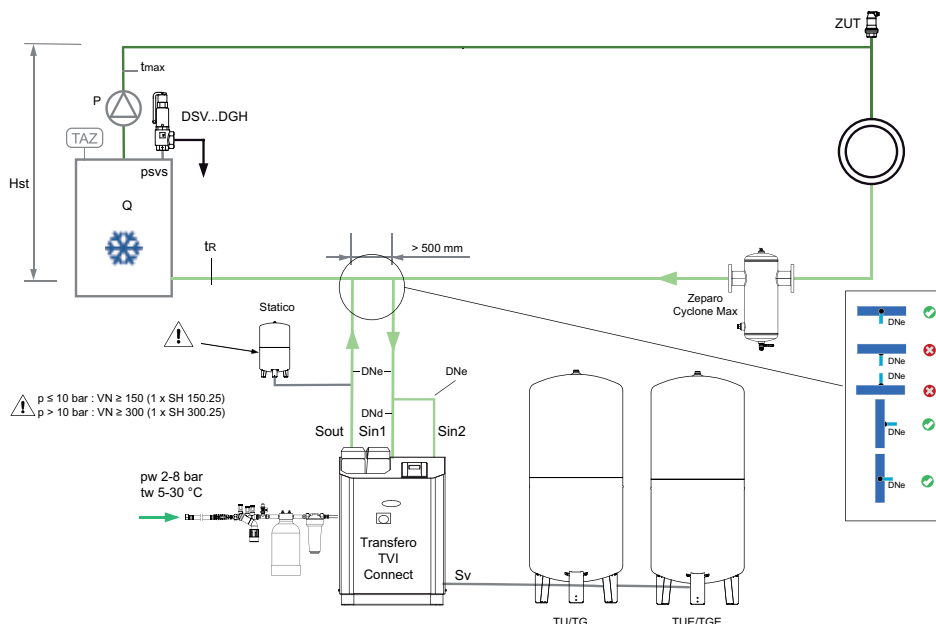 ZUT
tmax
P
DSV...DGH
TAZ
psvs
Hst
Q
tR
> 500 mm
Zeparo
Cyclone Max
Statico
DNe
DNe
DNe
DNe
DNe
DNe
DNe
p ≤ 10 bar : VN ≥ 150 (1 x SH 150.25)
p > 10 bar : VN ≥ 300 (1 x SH 300.25)
DNd
Sout
Sin1
Sin2
pw 2-8 bar
tw 5-30 °C
Transfero
TVI
Connect
Sv
TU/TG
TUE/TGE